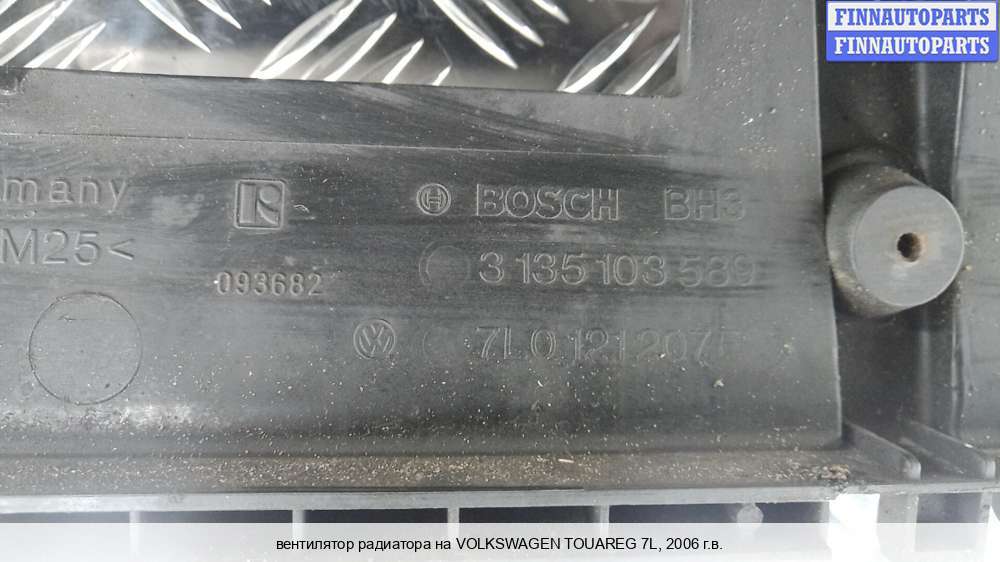 FINNAUTOPARTS
FINNAUTOPARTS
many
M25<
093682
BOSCH BH3
3 135 103 589
7L0 121 207
вентилятор радиатора на VOLKSWAGEN TOUAREG 7L, 2006 г.в.